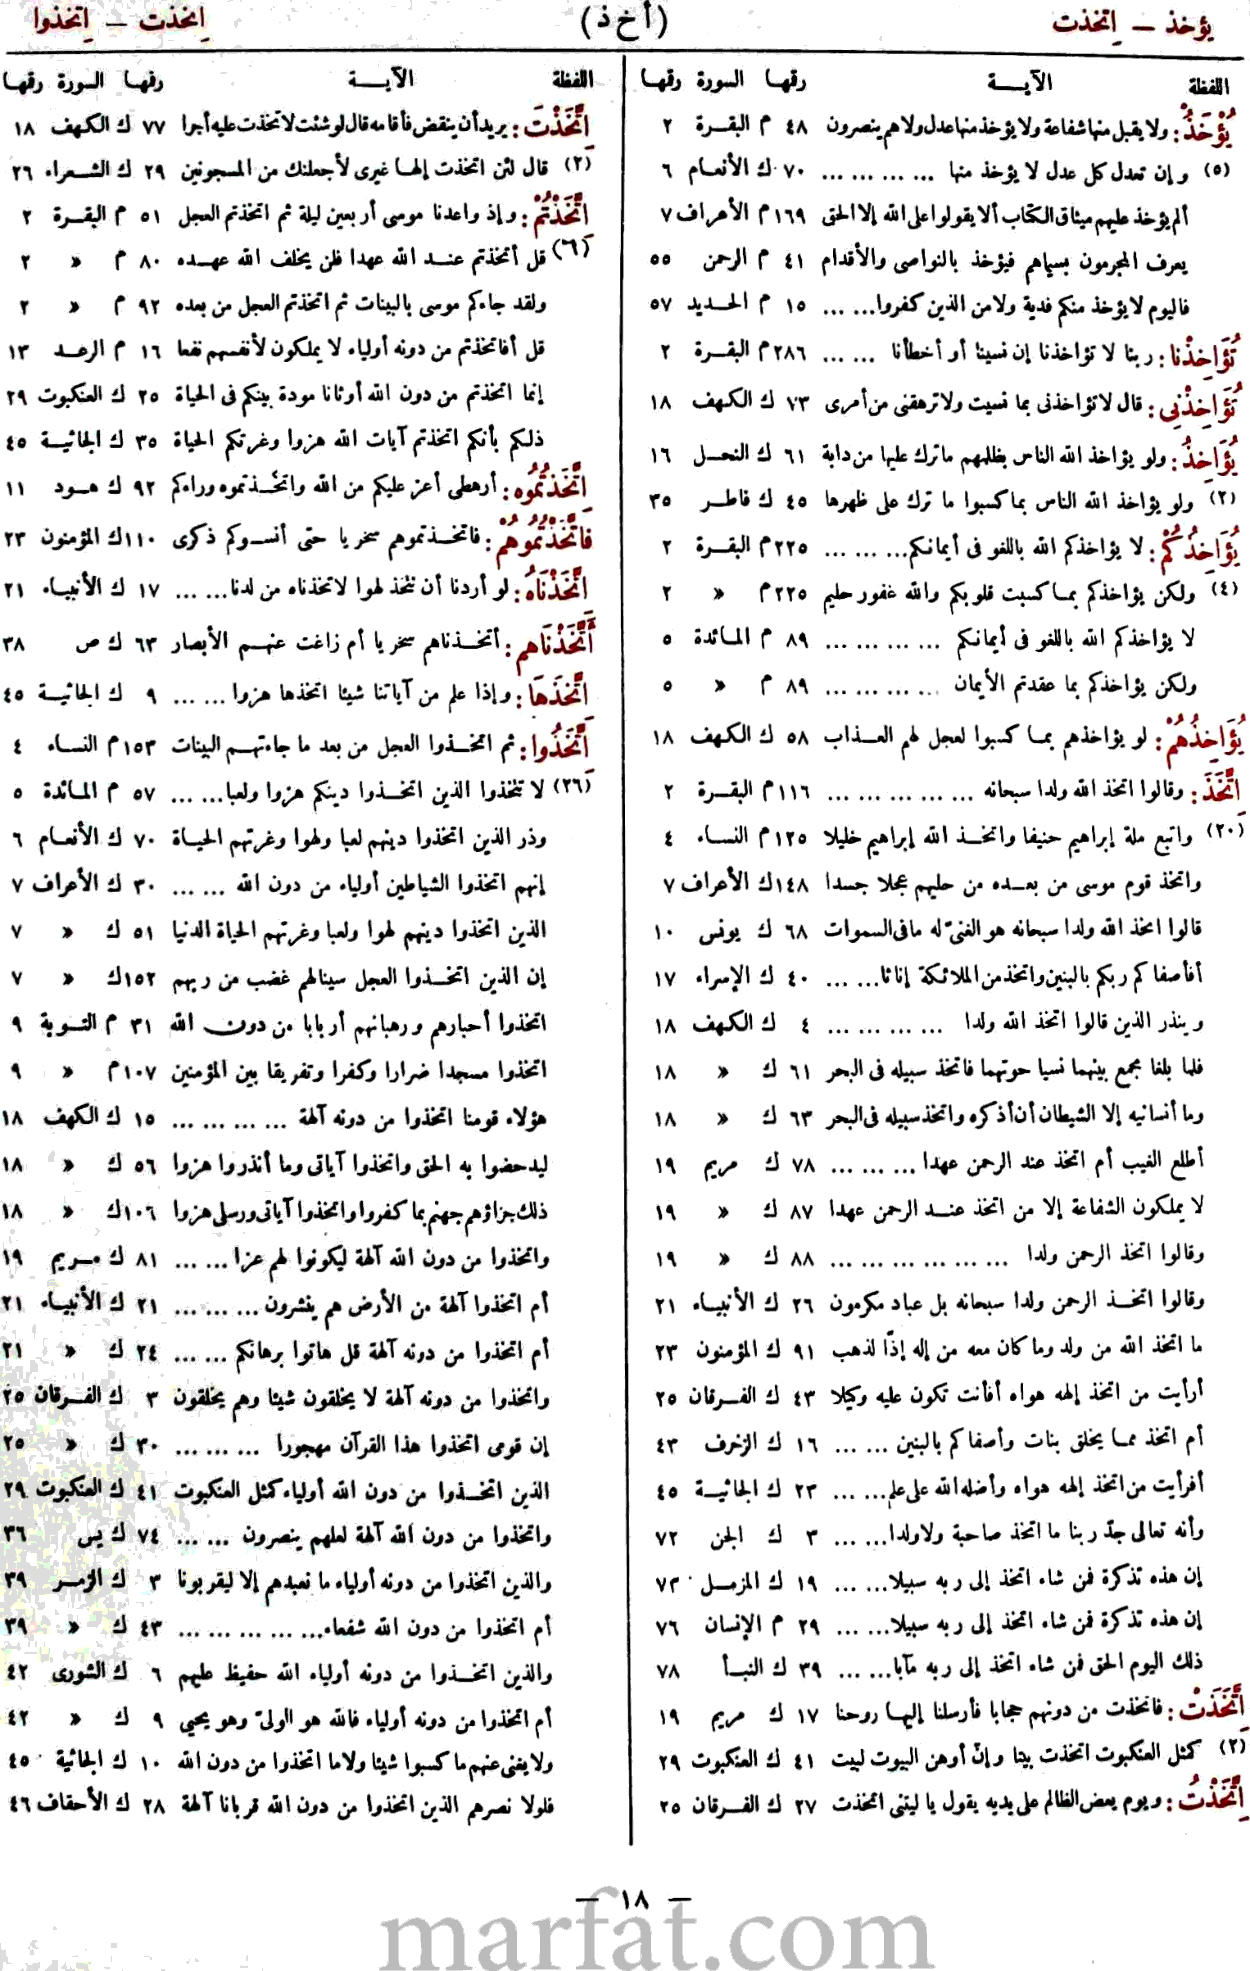 يؤخذ — اتخذت
(أخذ)
اتخذت — اتخذوا
اللفظة الآيــة رقمها السورة رقمها
يُؤْخَذُ : ولا يقبل منها شفاعة ولا يؤخذ منها عدل ولا هم ينصرون ٤٨ م البقرة ٢
(٥) وإن تعدل كل عدل لا يؤخذ منها ... ... ... ... ٧٠ ك الأنعام ٦
ألم يؤخذ عليهم ميثاق الكتاب ألا يقولوا على الله إلا الحق ١٦٩ م الأعراف ٧
يعرف المجرمون بسيماهم فيؤخذ بالنواصى والأقدام ٤١ م الرحمن ٥٥
فاليوم لا يؤخذ منكم فدية ولا من الذين كفروا... ... ١٥ م الحديد ٥٧
تُؤَاخِذْنَا : ربنا لا تؤاخذنا إن نسينا أو أخطأنا ... ... ٢٨٦ م البقرة ٢
تُؤَاخِذْنِى : قال لا تؤاخذنى بما نسيت ولا ترهقنى من أمرى ٧٣ ك الكهف ١٨
يُؤَاخِذُ : ولو يؤاخذ الله الناس بظلمهم ما ترك عليها من دابة ٦١ ك النحل ١٦
(٢) ولو يؤاخذ الله الناس بما كسبوا ما ترك على ظهرها ٤٥ ك فاطر ٣٥
يُؤَاخِذُكُمْ : لا يؤاخذكم الله باللغو فى أيمانكم... ... ... ٢٢٥ م البقرة ٢
(٤) ولكن يؤاخذكم بما كسبت قلوبكم والله غفور حليم ٢٢٥ م » ٢
لا يؤاخذكم الله باللغو فى أيمانكم ... ... ... ... ٨٩ م المائدة ٥
ولكن يؤاخذكم بما عقدتم الأيمان ... ... ... ... ٨٩ م » ٥
يُؤَاخِذُهُمْ : لو يؤاخذهم بما كسبوا لعجل لهم العذاب ٥٨ ك الكهف ١٨
اتَّخَذَ : وقالوا اتخذ الله ولدا سبحانه ... ... ... ... ... ١١٦ م البقرة ٢
(٢٠) واتبع ملة إبراهيم حنيفا واتخذ الله إبراهيم خليلا ١٢٥ م النساء ٤
واتخذ قوم موسى من بعده من حليهم عجلا جسدا ١٤٨ ك الأعراف ٧
قالوا اتخذ الله ولدا سبحانه هو الغنىّ له ما فى السموات ٦٨ ك يونس ١٠
أفأصفاكم ربكم بالبنين واتخذ من الملائكة إناثا... ... ٤٠ ك الإسراء ١٧
وينذر الذين قالوا اتخذ الله ولدا ... ... ... ... ٤ ك الكهف ١٨
فلما بلغا مجمع بينهما نسيا حوتهما فاتخذ سبيله فى البحر ٦١ ك » ١٨
وما أنسانيه إلا الشيطان أن أذكره واتخذ سبيله فى البحر ٦٣ ك » ١٨
أطلع الغيب أم اتخذ عند الرحمن عهدا ... ... ... ٧٨ ك مريم ١٩
لا يملكون الشفاعة إلا من اتخذ عند الرحمن عهدا ٨٧ ك » ١٩
وقالوا اتخذ الرحمن ولدا ... ... ... ... ... ... ٨٨ ك » ١٩
وقالوا اتخذ الرحمن ولدا سبحانه بل عباد مكرمون ٢٦ ك الأنبياء ٢١
ما اتخذ الله من ولد وما كان معه من إله إذًا لذهب ٩١ ك المؤمنون ٢٣
أرأيت من اتخذ إلهه هواه أفأنت تكون عليه وكيلا ٤٣ ك الفرقان ٢٥
أم اتخذ مما يخلق بنات وأصفاكم بالبنين ... ... ١٦ ك الزخرف ٤٣
أفرأيت من اتخذ إلهه هواه وأضله الله على علم... ... ٢٣ ك الجاثية ٤٥
وأنه تعالى جدّ ربنا ما اتخذ صاحبة ولا ولدا... ... ٣ ك الجن ٧٢
إن هذه تذكرة فمن شاء اتخذ إلى ربه سبيلا... ... ١٩ ك المزمل ٧٣
إن هذه تذكرة فمن شاء اتخذ إلى ربه سبيلا... ... ٢٩ م الإنسان ٧٦
ذلك اليوم الحق فمن شاء اتخذ إلى ربه مآبا... ... ٣٩ ك النبأ ٧٨
اتَّخَذَتْ : فاتخذت من دونهم حجابا فأرسلنا إليها روحنا ١٧ ك مريم ١٩
(٢) كمثل العنكبوت اتخذت بيتا وإنّ أوهن البيوت لبيت ٤١ ك العنكبوت ٢٩
اتَّخَذْتُ : ويوم يعض الظالم على يديه يقول يا ليتنى اتخذت ٢٧ ك الفرقان ٢٥
اللفظة الآيــة رقمها السورة رقمها
اتَّخَذْتَ : يريد أن ينقض فأقامه قال لو شئت لاتخذت عليه أجرا ٧٧ ك الكهف ١٨
(٢) قال لئن اتخذت إلها غيرى لأجعلنك من المسجونين ٢٩ ك الشعراء ٢٦
اتَّخَذْتُمُ : وإذ واعدنا موسى أربعين ليلة ثم اتخذتم العجل ٥١ م البقرة ٢
(٦) قل أتخذتم عند الله عهدا فلن يخلف الله عهده ٨٠ م » ٢
ولقد جاءكم موسى بالبينات ثم اتخذتم العجل من بعده ٩٢ م » ٢
قل أفاتخذتم من دونه أولياء لا يملكون لأنفسهم نفعا ١٦ م الرعد ١٣
إنما اتخذتم من دون الله أوثانا مودة بينكم فى الحياة ٢٥ ك العنكبوت ٢٩
ذلكم بأنكم اتخذتم آيات الله هزوا وغرتكم الحياة ٣٥ ك الجاثية ٤٥
اتَّخَذْتُمُوهُ : أرهطى أعز عليكم من الله واتخذتموه وراءكم ٩٢ ك هود ١١
فَاتَّخَذْتُمُوهُمْ : فاتخذتموهم سخريا حتى أنسوكم ذكرى ١١٠ ك المؤمنون ٢٣
اتَّخَذْنَاهُ : لو أردنا أن نتخذ لهوا لاتخذناه من لدنا... ... ١٧ ك الأنبياء ٢١
أَتَّخَذْنَاهم : أتخذناهم سخريا أم زاغت عنهم الأبصار ٦٣ ك ص ٣٨
اتَّخَذَهَا : وإذا علم من آياتنا شيئا اتخذها هزوا ... ... ٩ ك الجاثية ٤٥
اتَّخَذُوا : ثم اتخذوا العجل من بعد ما جاءتهم البينات ١٥٣ م النساء ٤
(٢٦) لا تتخذوا الذين اتخذوا دينكم هزوا ولعبا... ... ٥٧ م المائدة ٥
وذر الذين اتخذوا دينهم لعبا ولهوا وغرتهم الحياة ٧٠ ك الأنعام ٦
إنهم اتخذوا الشياطين أولياء من دون الله ... ... ٣٠ ك الأعراف ٧
الذين اتخذوا دينهم لهوا ولعبا وغرتهم الحياة الدنيا ٥١ ك » ٧
إن الذين اتخذوا العجل سينالهم غضب من ربهم ١٥٢ ك » ٧
اتخذوا أحبارهم ورهبانهم أربابا من دون الله ٣١ م التوبة ٩
اتخذوا مسجدا ضرارا وكفرا وتفريقا بين المؤمنين ١٠٧ م » ٩
هؤلاء قومنا اتخذوا من دونه آلهة ... ... ... ... ١٥ ك الكهف ١٨
ليدحضوا به الحق واتخذوا آياتى وما أنذروا هزوا ٥٦ ك » ١٨
ذلك جزاؤهم جهنم بما كفروا واتخذوا آياتى ورسلى هزوا ١٠٦ ك » ١٨
واتخذوا من دون الله آلهة ليكونوا لهم عزا ... ... ٨١ ك مريم ١٩
أم اتخذوا آلهة من الأرض هم ينشرون ... ... ... ٢١ ك الأنبياء ٢١
أم اتخذوا من دونه آلهة قل هاتوا برهانكم ... ... ٢٤ ك » ٢١
واتخذوا من دونه آلهة لا يخلقون شيئا وهم يخلقون ٣ ك الفرقان ٢٥
إن قومى اتخذوا هذا القرآن مهجورا ... ... ... ٣٠ ك » ٢٥
الذين اتخذوا من دون الله أولياء كمثل العنكبوت ٤١ ك العنكبوت ٢٩
واتخذوا من دون الله آلهة لعلهم ينصرون ... ... ٧٤ ك يس ٣٦
والذين اتخذوا من دونه أولياء ما نعبدهم إلا ليقربونا ٣ ك الزمر ٣٩
أم اتخذوا من دون الله شفعاء... ... ... ... ... ٤٣ ك » ٣٩
والذين اتخذوا من دونه أولياء الله حفيظ عليهم ٦ ك الشورى ٤٢
أم اتخذوا من دونه أولياء فالله هو الولىّ وهو يحيي ٩ ك » ٤٢
ولا يغنى عنهم ما كسبوا شيئا ولا ما اتخذوا من دون الله ١٠ ك الجاثية ٤٥
فلولا نصرهم الذين اتخذوا من دون الله قربانا آلهة ٢٨ ك الأحقاف ٤٦
— ١٨ —
marfat.com